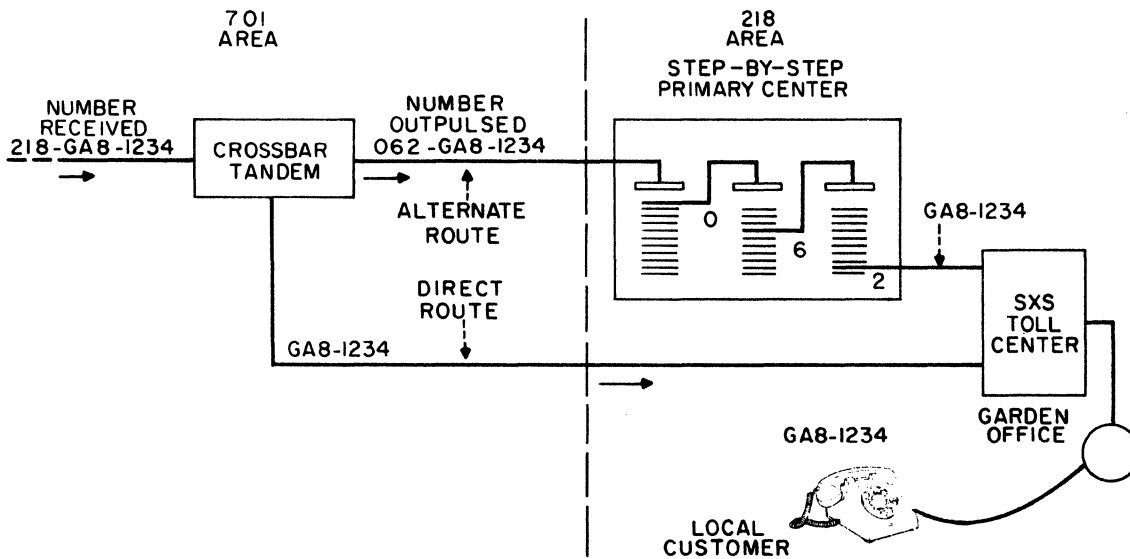 701
AREA
218
AREA
STEP-BY-STEP
PRIMARY CENTER
NUMBER
RECEIVED
218-GA8-1234
CROSSBAR
TANDEM
NUMBER
OUTPULSED
062-GA8-1234
ALTERNATE
ROUTE
0
6
2
GA8-1234
DIRECT
ROUTE
GA8-1234
SXS
TOLL
CENTER
GARDEN
OFFICE
GA8-1234
LOCAL
CUSTOMER